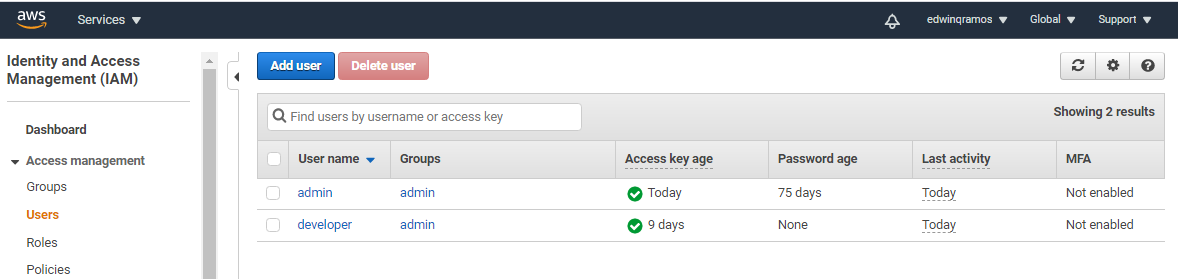 aws Services edwinqramos Global Support
Identity and Access
Management (IAM)
Dashboard
Access management
Groups
Users
Roles
Policies
Add user Delete user
Find users by username or access key
Showing 2 results
User name Groups Access key age Password age Last activity MFA
admin admin Today 75 days Today Not enabled
developer admin 9 days None Today Not enabled